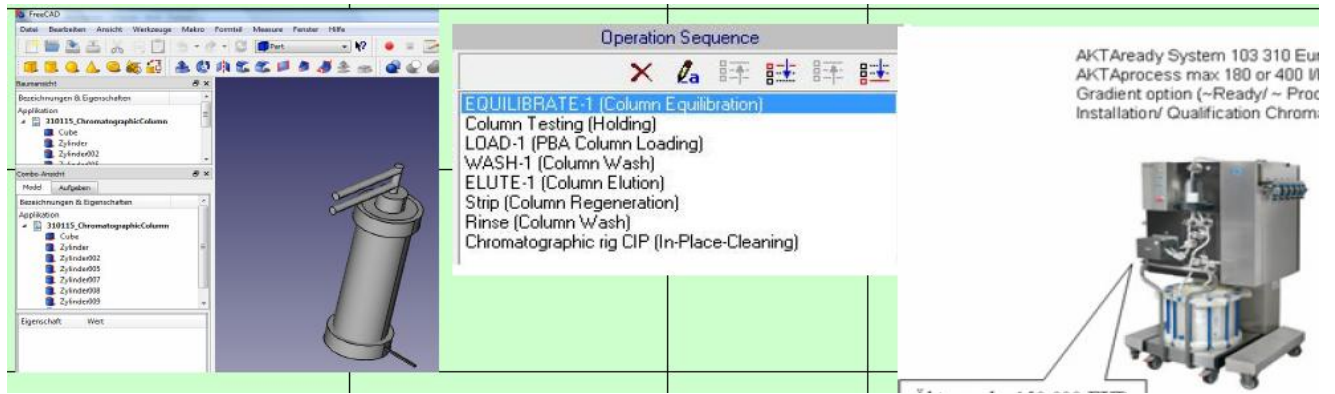 FreeCAD
Datei Bearbeiten Ansicht Werkzeuge Makro Formteil Measure Fenster Hilfe
Part
Baumansicht
Bezeichnungen & Eigenschaften
Applikation
310115_ChromatographicColumn
Cube
Zylinder
Zylinder002
Zylinder005
Combo-Ansicht
Model Aufgaben
Bezeichnungen & Eigenschaften
Applikation
310115_ChromatographicColumn
Cube
Zylinder
Zylinder002
Zylinder005
Zylinder007
Zylinder008
Zylinder009
Eigenschaft Wert
Operation Sequence
EQUILIBRATE-1 (Column Equilibration)
Column Testing (Holding)
LOAD-1 (PBA Column Loading)
WASH-1 (Column Wash)
ELUTE-1 (Column Elution)
Strip (Column Regeneration)
Rinse (Column Wash)
Chromatographic rig CIP (In-Place-Cleaning)
AKTAready System 103 310 Eur
AKTAprocess max 180 or 400 l/
Gradient option (~Ready/ ~ Proc
Installation/ Qualification Chroma